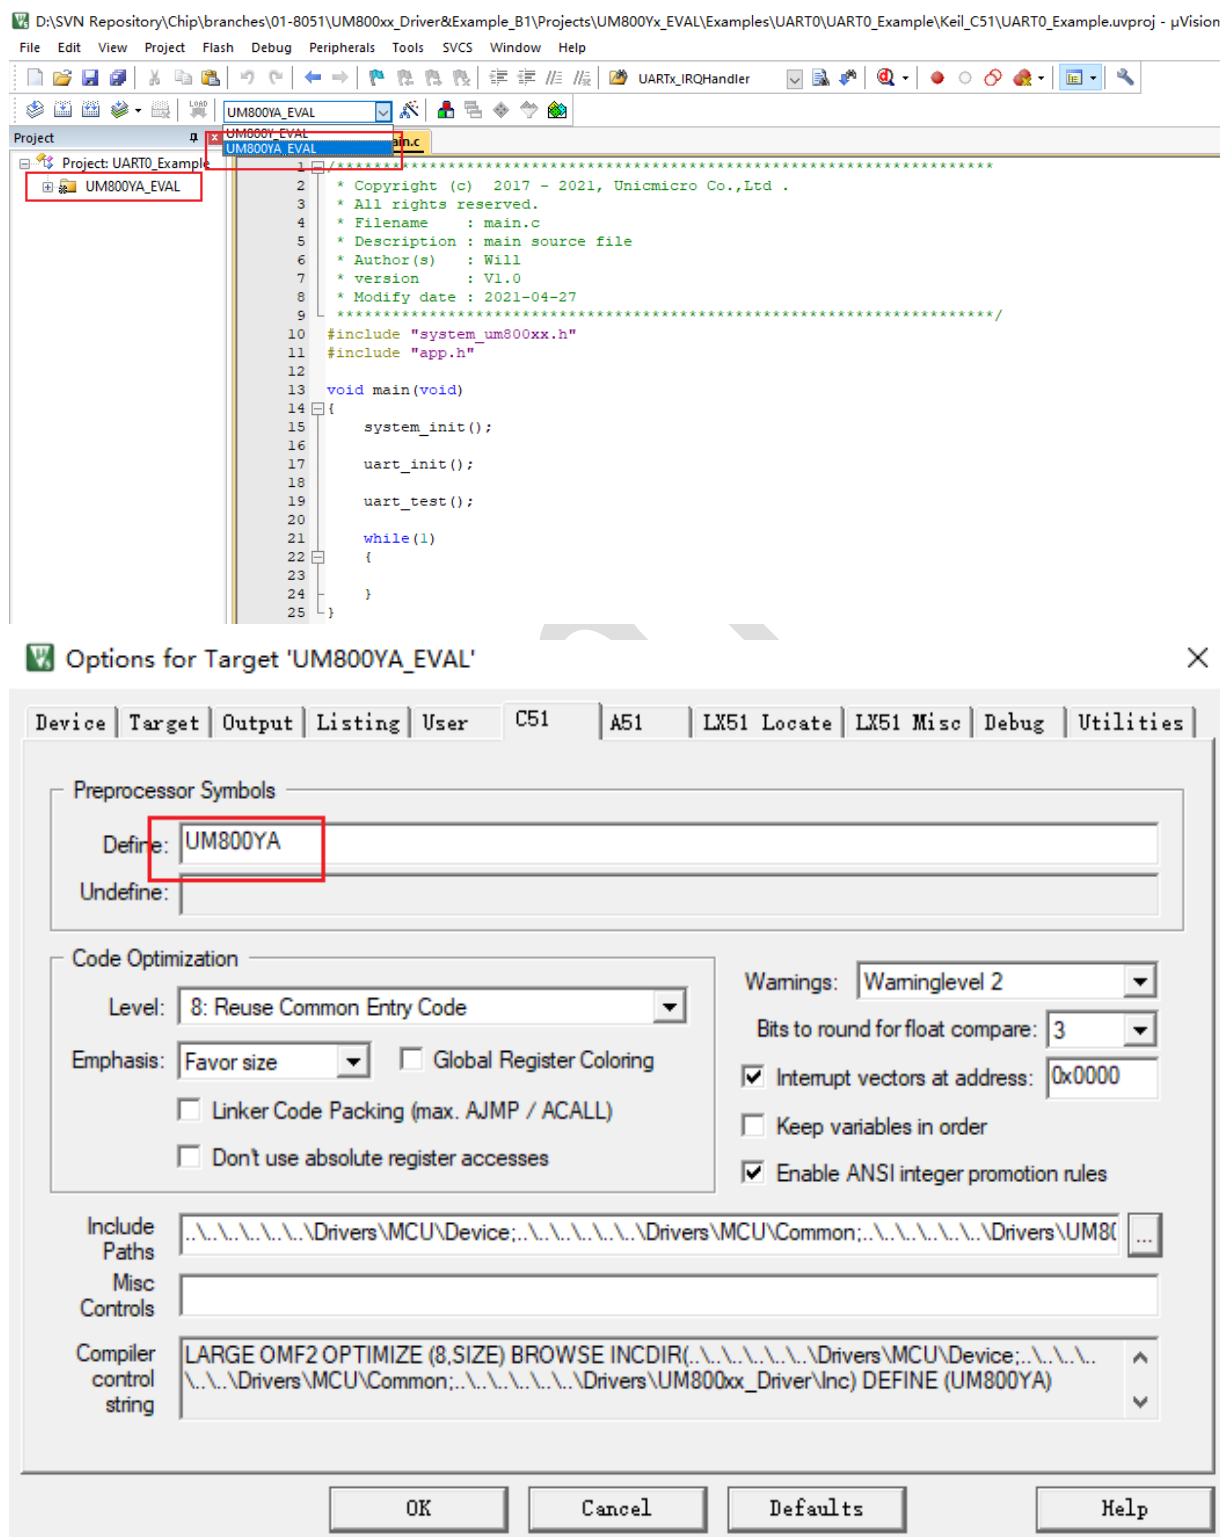 D:\SVN Repository\Chip\branches\01-8051\UM800xx_Driver&Example_B1\Projects\UM800Yx_EVAL\Examples\UART0\UART0_Example\Keil_C51\UART0_Example.uvproj - µVision
File Edit View Project Flash Debug Peripherals Tools SVCS Window Help
UARTx_IRQHandler
LOAD UM800YA_EVAL
Project UM800Y_EVAL
UM800YA_EVAL ain.c
Project: UART0_Example
UM800YA_EVAL
1 /***********************************************************************
2 * Copyright (c) 2017 - 2021, Unicmicro Co.,Ltd .
3 * All rights reserved.
4 * Filename : main.c
5 * Description : main source file
6 * Author(s) : Will
7 * version : V1.0
8 * Modify date : 2021-04-27
9 ***********************************************************************/
10 #include "system_um800xx.h"
11 #include "app.h"
12
13 void main(void)
14 {
15 system_init();
16
17 uart_init();
18
19 uart_test();
20
21 while(1)
22 {
23
24 }
25 }
Options for Target 'UM800YA_EVAL'
Device Target Output Listing User C51 A51 LX51 Locate LX51 Misc Debug Utilities
Preprocessor Symbols
Define: UM800YA
Undefine:
Code Optimization
Level: 8: Reuse Common Entry Code
Emphasis: Favor size Global Register Coloring
Linker Code Packing (max. AJMP / ACALL)
Don't use absolute register accesses
Warnings: Warninglevel 2
Bits to round for float compare: 3
Interrupt vectors at address: 0x0000
Keep variables in order
Enable ANSI integer promotion rules
Include Paths ..\..\..\..\..\..\Drivers\MCU\Device;..\..\..\..\..\..\Drivers\MCU\Common;..\..\..\..\..\..\Drivers\UM80 ...
Misc Controls
Compiler control string
LARGE OMF2 OPTIMIZE (8,SIZE) BROWSE INCDIR(..\..\..\..\..\..\Drivers\MCU\Device;..\..\..\..
\..\..\Drivers\MCU\Common;..\..\..\..\..\..\Drivers\UM800xx_Driver\Inc) DEFINE (UM800YA)
OK Cancel Defaults Help